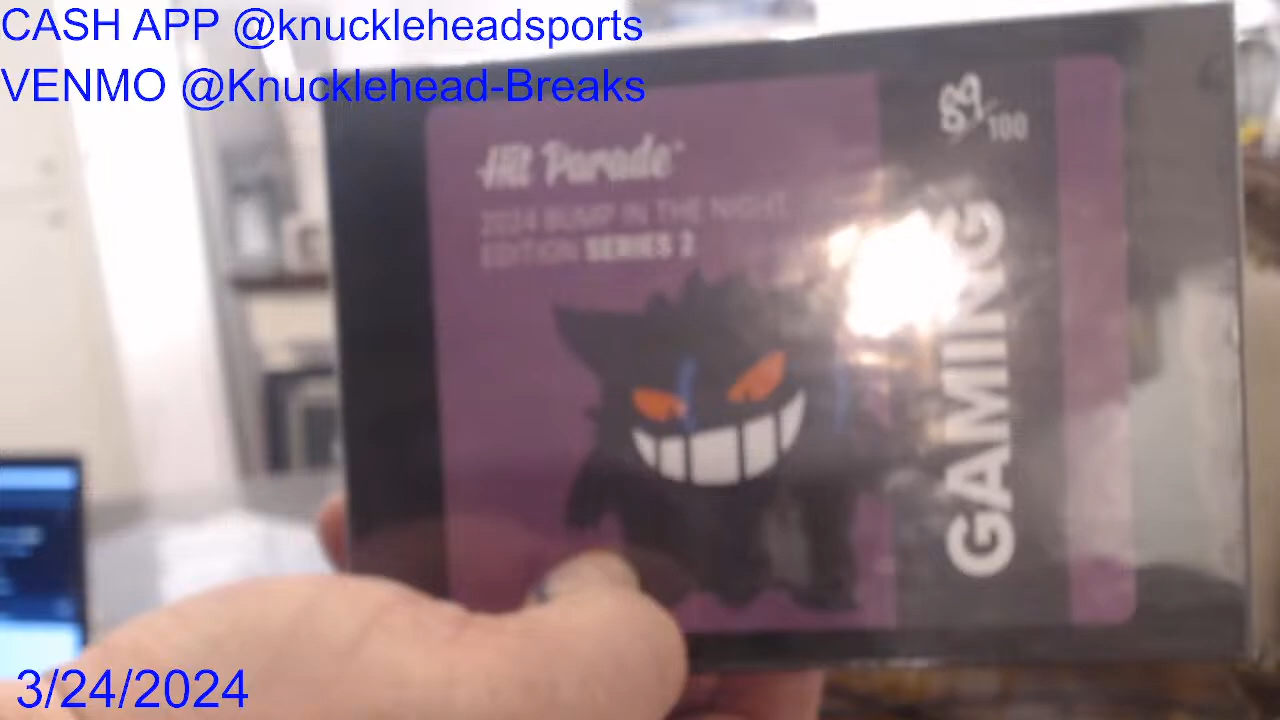 CASH APP @knuckleheadsports
VENMO @Knucklehead-Breaks
Hit Parade
2024 BUMP IN THE NIGHT
EDITION SERIES 2
/100
GAMING
3/24/2024